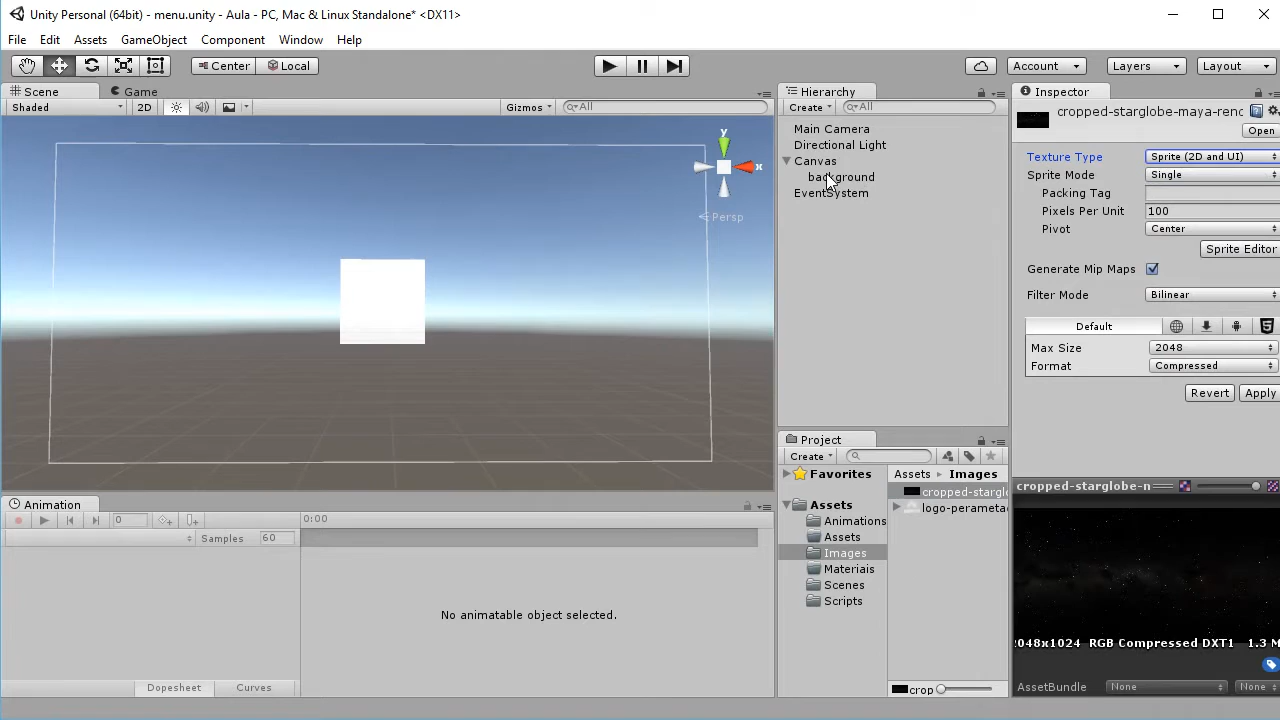 Unity Personal (64bit) - menu.unity - Aula - PC, Mac & Linux Standalone* <DX11>
File Edit Assets GameObject Component Window Help
Center Local Account Layers Layout
Scene Game
Shaded 2D Gizmos All
y
x
Persp
Hierarchy
Create All
Main Camera
Directional Light
Canvas
background
EventSystem
Inspector
cropped-starglobe-maya-renc
Open
Texture Type Sprite (2D and UI)
Sprite Mode Single
Packing Tag
Pixels Per Unit 100
Pivot Center
Sprite Editor
Generate Mip Maps
Filter Mode Bilinear
Default
Max Size 2048
Format Compressed
Revert Apply
Project
Create
Favorites
Assets
Animations
Assets
Images
Materials
Scenes
Scripts
Assets Images
cropped-starglo
logo-perameta
crop
Animation
0 0:00
Samples 60
No animatable object selected.
Dopesheet Curves
cropped-starglobe-n
2048x1024 RGB Compressed DXT1 1.3 M
AssetBundle None None